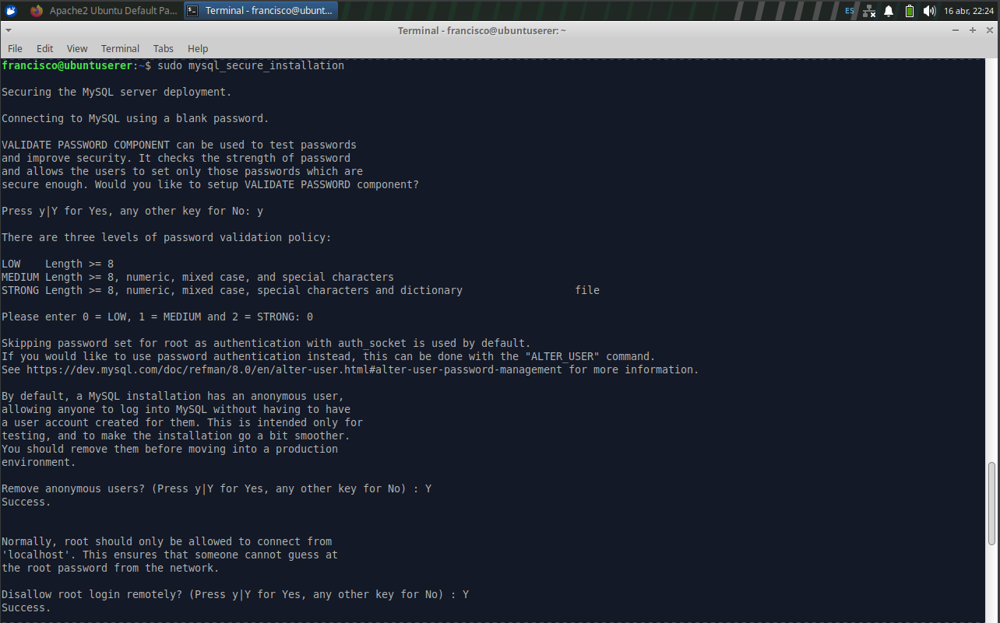 Apache2 Ubuntu Default Pa...
Terminal - francisco@ubunt...
ES
16 abr, 22:24
Terminal - francisco@ubuntuserer: ~
File Edit View Terminal Tabs Help
francisco@ubuntuserer:~$ sudo mysql_secure_installation
Securing the MySQL server deployment.
Connecting to MySQL using a blank password.
VALIDATE PASSWORD COMPONENT can be used to test passwords
and improve security. It checks the strength of password
and allows the users to set only those passwords which are
secure enough. Would you like to setup VALIDATE PASSWORD component?
Press y|Y for Yes, any other key for No: y
There are three levels of password validation policy:
LOW    Length >= 8
MEDIUM Length >= 8, numeric, mixed case, and special characters
STRONG Length >= 8, numeric, mixed case, special characters and dictionary                  file
Please enter 0 = LOW, 1 = MEDIUM and 2 = STRONG: 0
Skipping password set for root as authentication with auth_socket is used by default.
If you would like to use password authentication instead, this can be done with the "ALTER_USER" command.
See https://dev.mysql.com/doc/refman/8.0/en/alter-user.html#alter-user-password-management for more information.
By default, a MySQL installation has an anonymous user,
allowing anyone to log into MySQL without having to have
a user account created for them. This is intended only for
testing, and to make the installation go a bit smoother.
You should remove them before moving into a production
environment.
Remove anonymous users? (Press y|Y for Yes, any other key for No) : Y
Success.
Normally, root should only be allowed to connect from
'localhost'. This ensures that someone cannot guess at
the root password from the network.
Disallow root login remotely? (Press y|Y for Yes, any other key for No) : Y
Success.